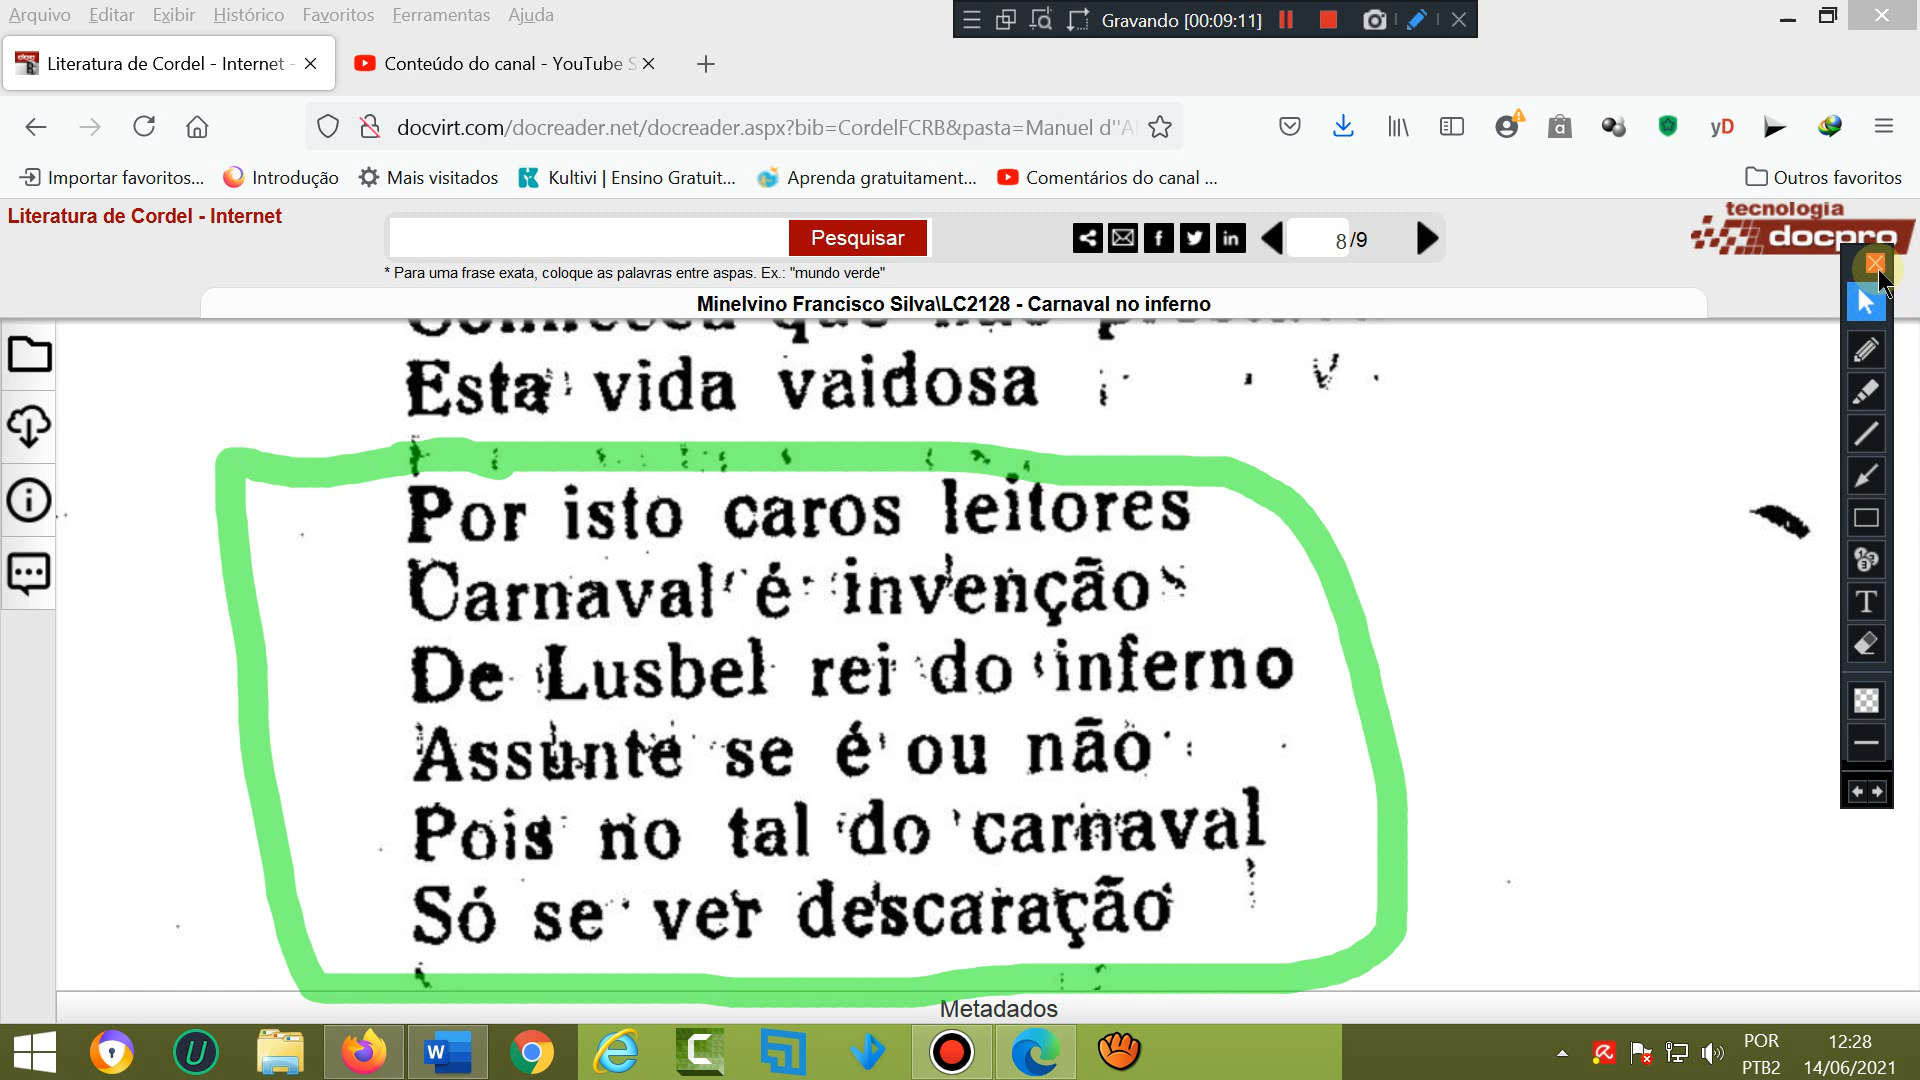 Arquivo Editar Exibir Histórico Favoritos Ferramentas Ajuda
Gravando [00:09:11]
Literatura de Cordel - Internet -
Conteúdo do canal - YouTube S
docvirt.com/docreader.net/docreader.aspx?bib=CordelFCRB&pasta=Manuel d''A
Importar favoritos... Introdução Mais visitados Kultivi | Ensino Gratuit... Aprenda gratuitament... Comentários do canal ... Outros favoritos
Literatura de Cordel - Internet
Pesquisar
8 /9
tecnologia
docpro
* Para uma frase exata, coloque as palavras entre aspas. Ex.: "mundo verde"
Minelvino Francisco Silva\LC2128 - Carnaval no inferno
Esta vida vaidosa
Por isto caros leitores
Carnaval é invenção
De Lusbel rei do inferno
Assunte se é ou não
Pois no tal do carnaval
Só se ver descaração
Metadados
POR
PTB2
12:28
14/06/2021